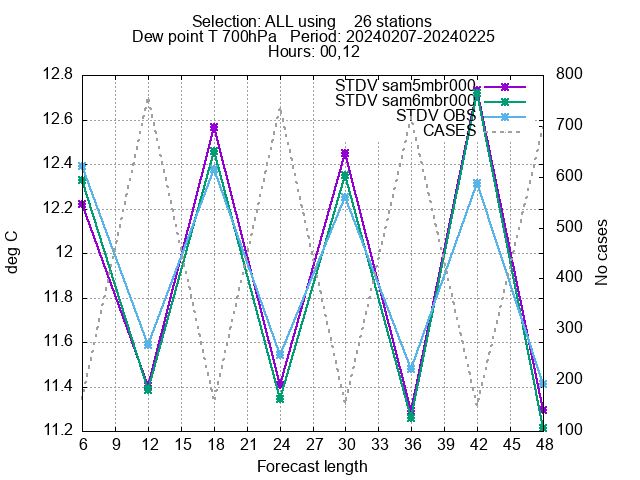 Selection: ALL using 26 stations
Dew point T 700hPa Period: 20240207-20240225
Hours: 00,12
STDV sam5mbr000
STDV sam6mbr000
STDV OBS
CASES
12.8
12.6
12.4
12.2
12
11.8
11.6
11.4
11.2
deg C
800
700
600
500
400
300
200
100
No cases
6 9 12 15 18 21 24 27 30 33 36 39 42 45 48
Forecast length